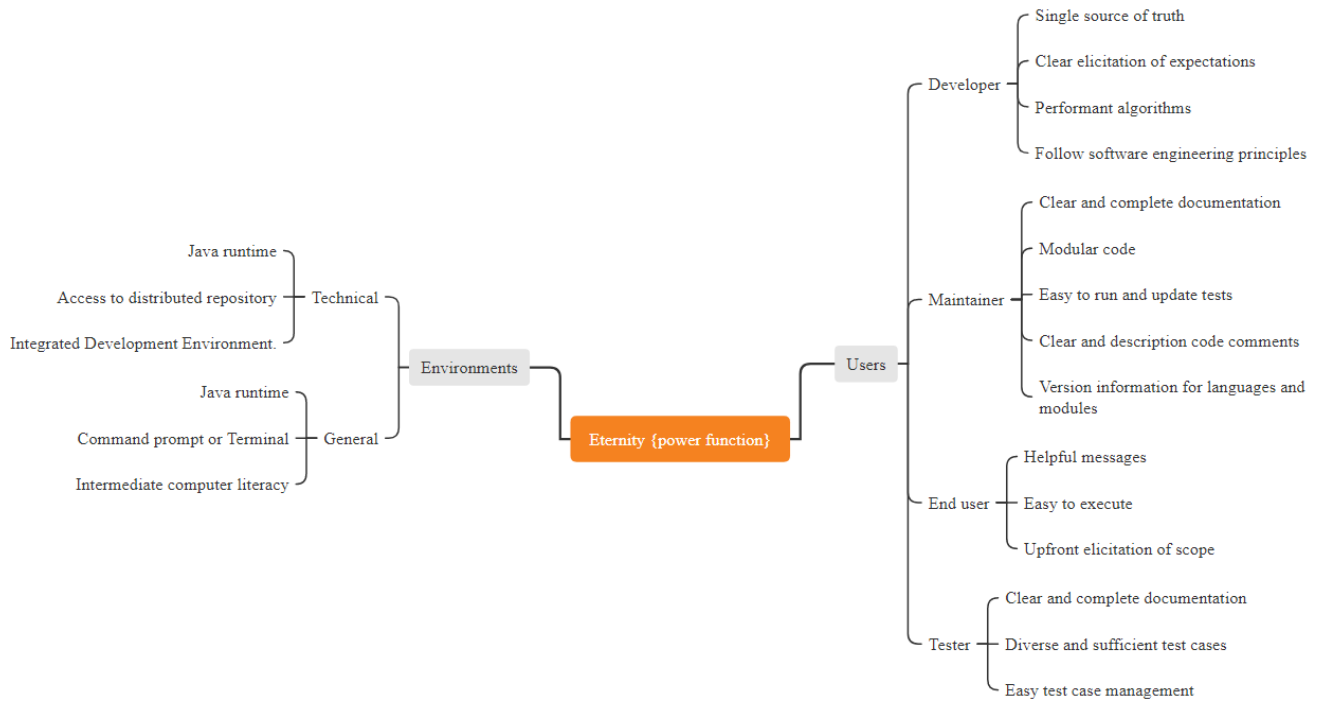 Eternity {power function}
Environments
Technical
Java runtime
Access to distributed repository
Integrated Development Environment.
General
Java runtime
Command prompt or Terminal
Intermediate computer literacy
Users
Developer
Single source of truth
Clear elicitation of expectations
Performant algorithms
Follow software engineering principles
Maintainer
Clear and complete documentation
Modular code
Easy to run and update tests
Clear and description code comments
Version information for languages and
modules
End user
Helpful messages
Easy to execute
Upfront elicitation of scope
Tester
Clear and complete documentation
Diverse and sufficient test cases
Easy test case management